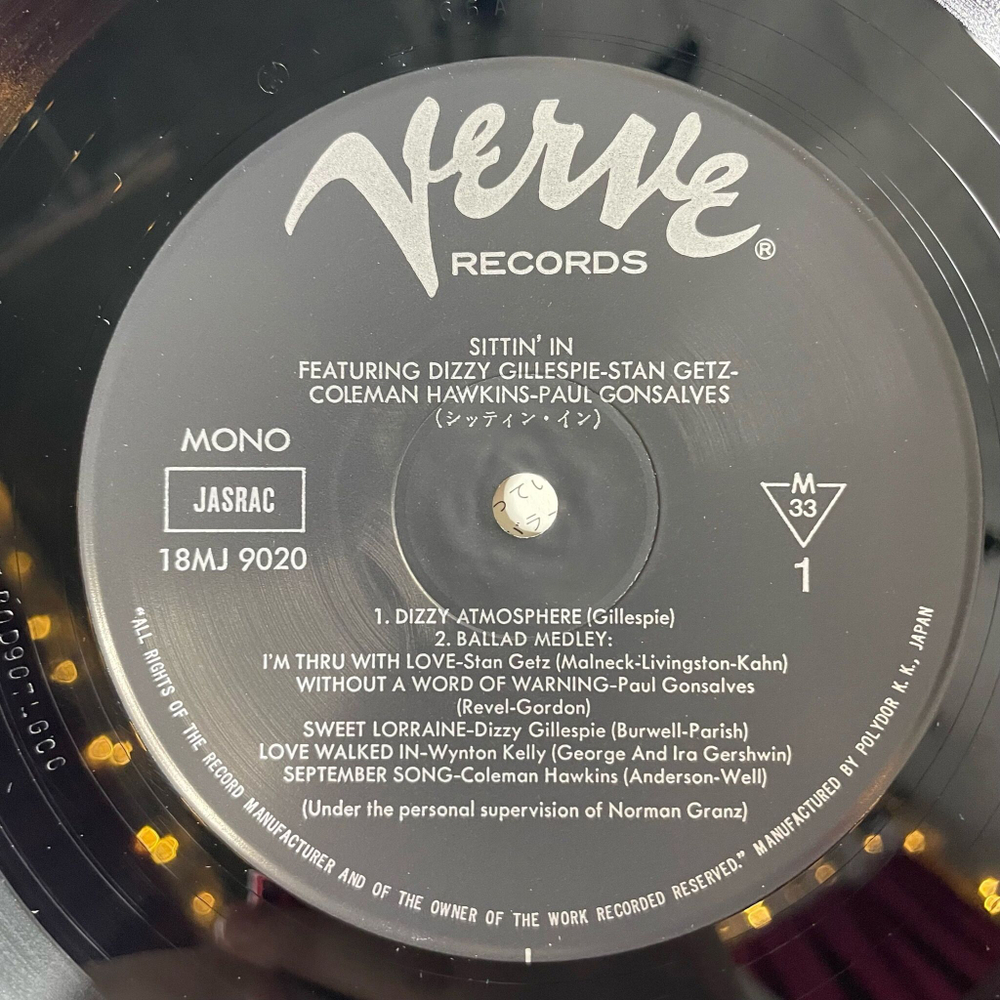 Verve
RECORDS
®
SITTIN' IN
FEATURING DIZZY GILLESPIE-STAN GETZ-
COLEMAN HAWKINS-PAUL GONSALVES
(シッティン・イン)
MONO
JASRAC
18MJ 9020
M
33
1
1. DIZZY ATMOSPHERE (Gillespie)
2. BALLAD MEDLEY:
I'M THRU WITH LOVE-Stan Getz (Malneck-Livingston-Kahn)
WITHOUT A WORD OF WARNING-Paul Gonsalves
(Revel-Gordon)
SWEET LORRAINE-Dizzy Gillespie (Burwell-Parish)
LOVE WALKED IN-Wynton Kelly (George And Ira Gershwin)
SEPTEMBER SONG-Coleman Hawkins (Anderson-Well)
(Under the personal supervision of Norman Granz)
"ALL RIGHTS OF THE RECORD MANUFACTURER AND OF THE OWNER OF THE WORK RECORDED RESERVED." MANUFACTURED BY POLYDOR K. K., JAPAN